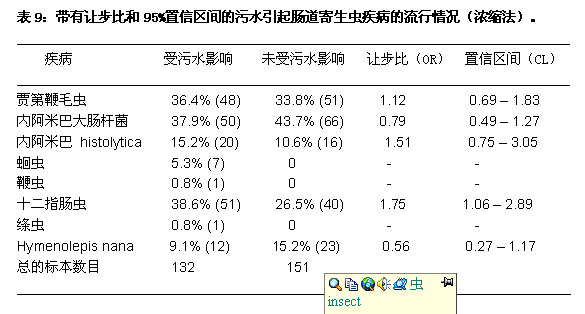 表 9：带有让步比和 95%置信区间的污水引起肠道寄生虫疾病的流行情况（浓缩法）。
疾病 受污水影响 未受污水影响 让步比（OR） 置信区间（CL）
贾第鞭毛虫 36.4% (48) 33.8% (51) 1.12 0.69 – 1.83
内阿米巴大肠杆菌 37.9% (50) 43.7% (66) 0.79 0.49 – 1.27
内阿米巴 histolytica 15.2% (20) 10.6% (16) 1.51 0.75 – 3.05
蛔虫 5.3% (7) 0 - -
鞭虫 0.8% (1) 0 - -
十二指肠虫 38.6% (51) 26.5% (40) 1.75 1.06 – 2.89
绦虫 0.8% (1) 0 - -
Hymenolepis nana 9.1% (12) 15.2% (23) 0.56 0.27 – 1.17
总的标本数目 132 151
虫
insect